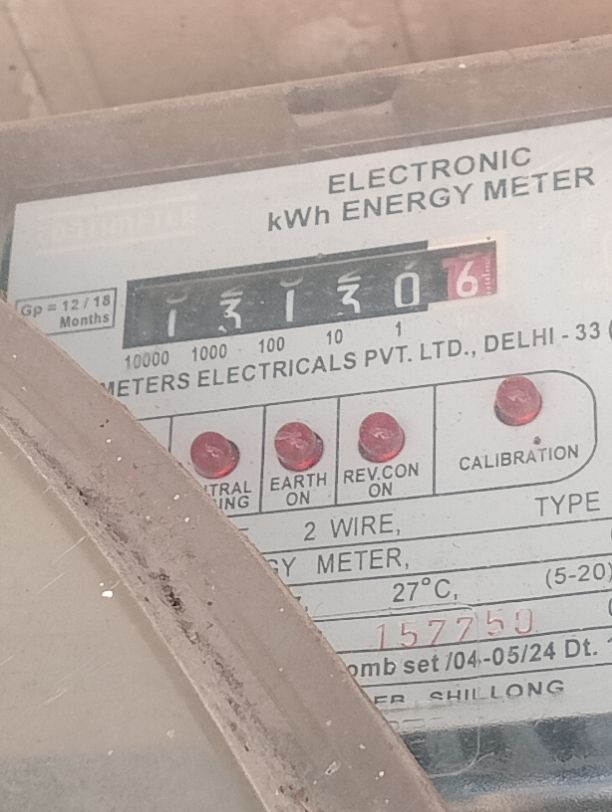 ELECTRONIC
kWh ENERGY METER
Gp = 12 / 18
Months
1 3 1 3 0 6
10000 1000 100 10 1
METERS ELECTRICALS PVT. LTD., DELHI - 33
EARTH
ON
REV.CON
ON
CALIBRATION
2 WIRE,
TYPE
METER,
27°C,
(5-20)
157750
set /04-05/24 Dt.
SHILLONG